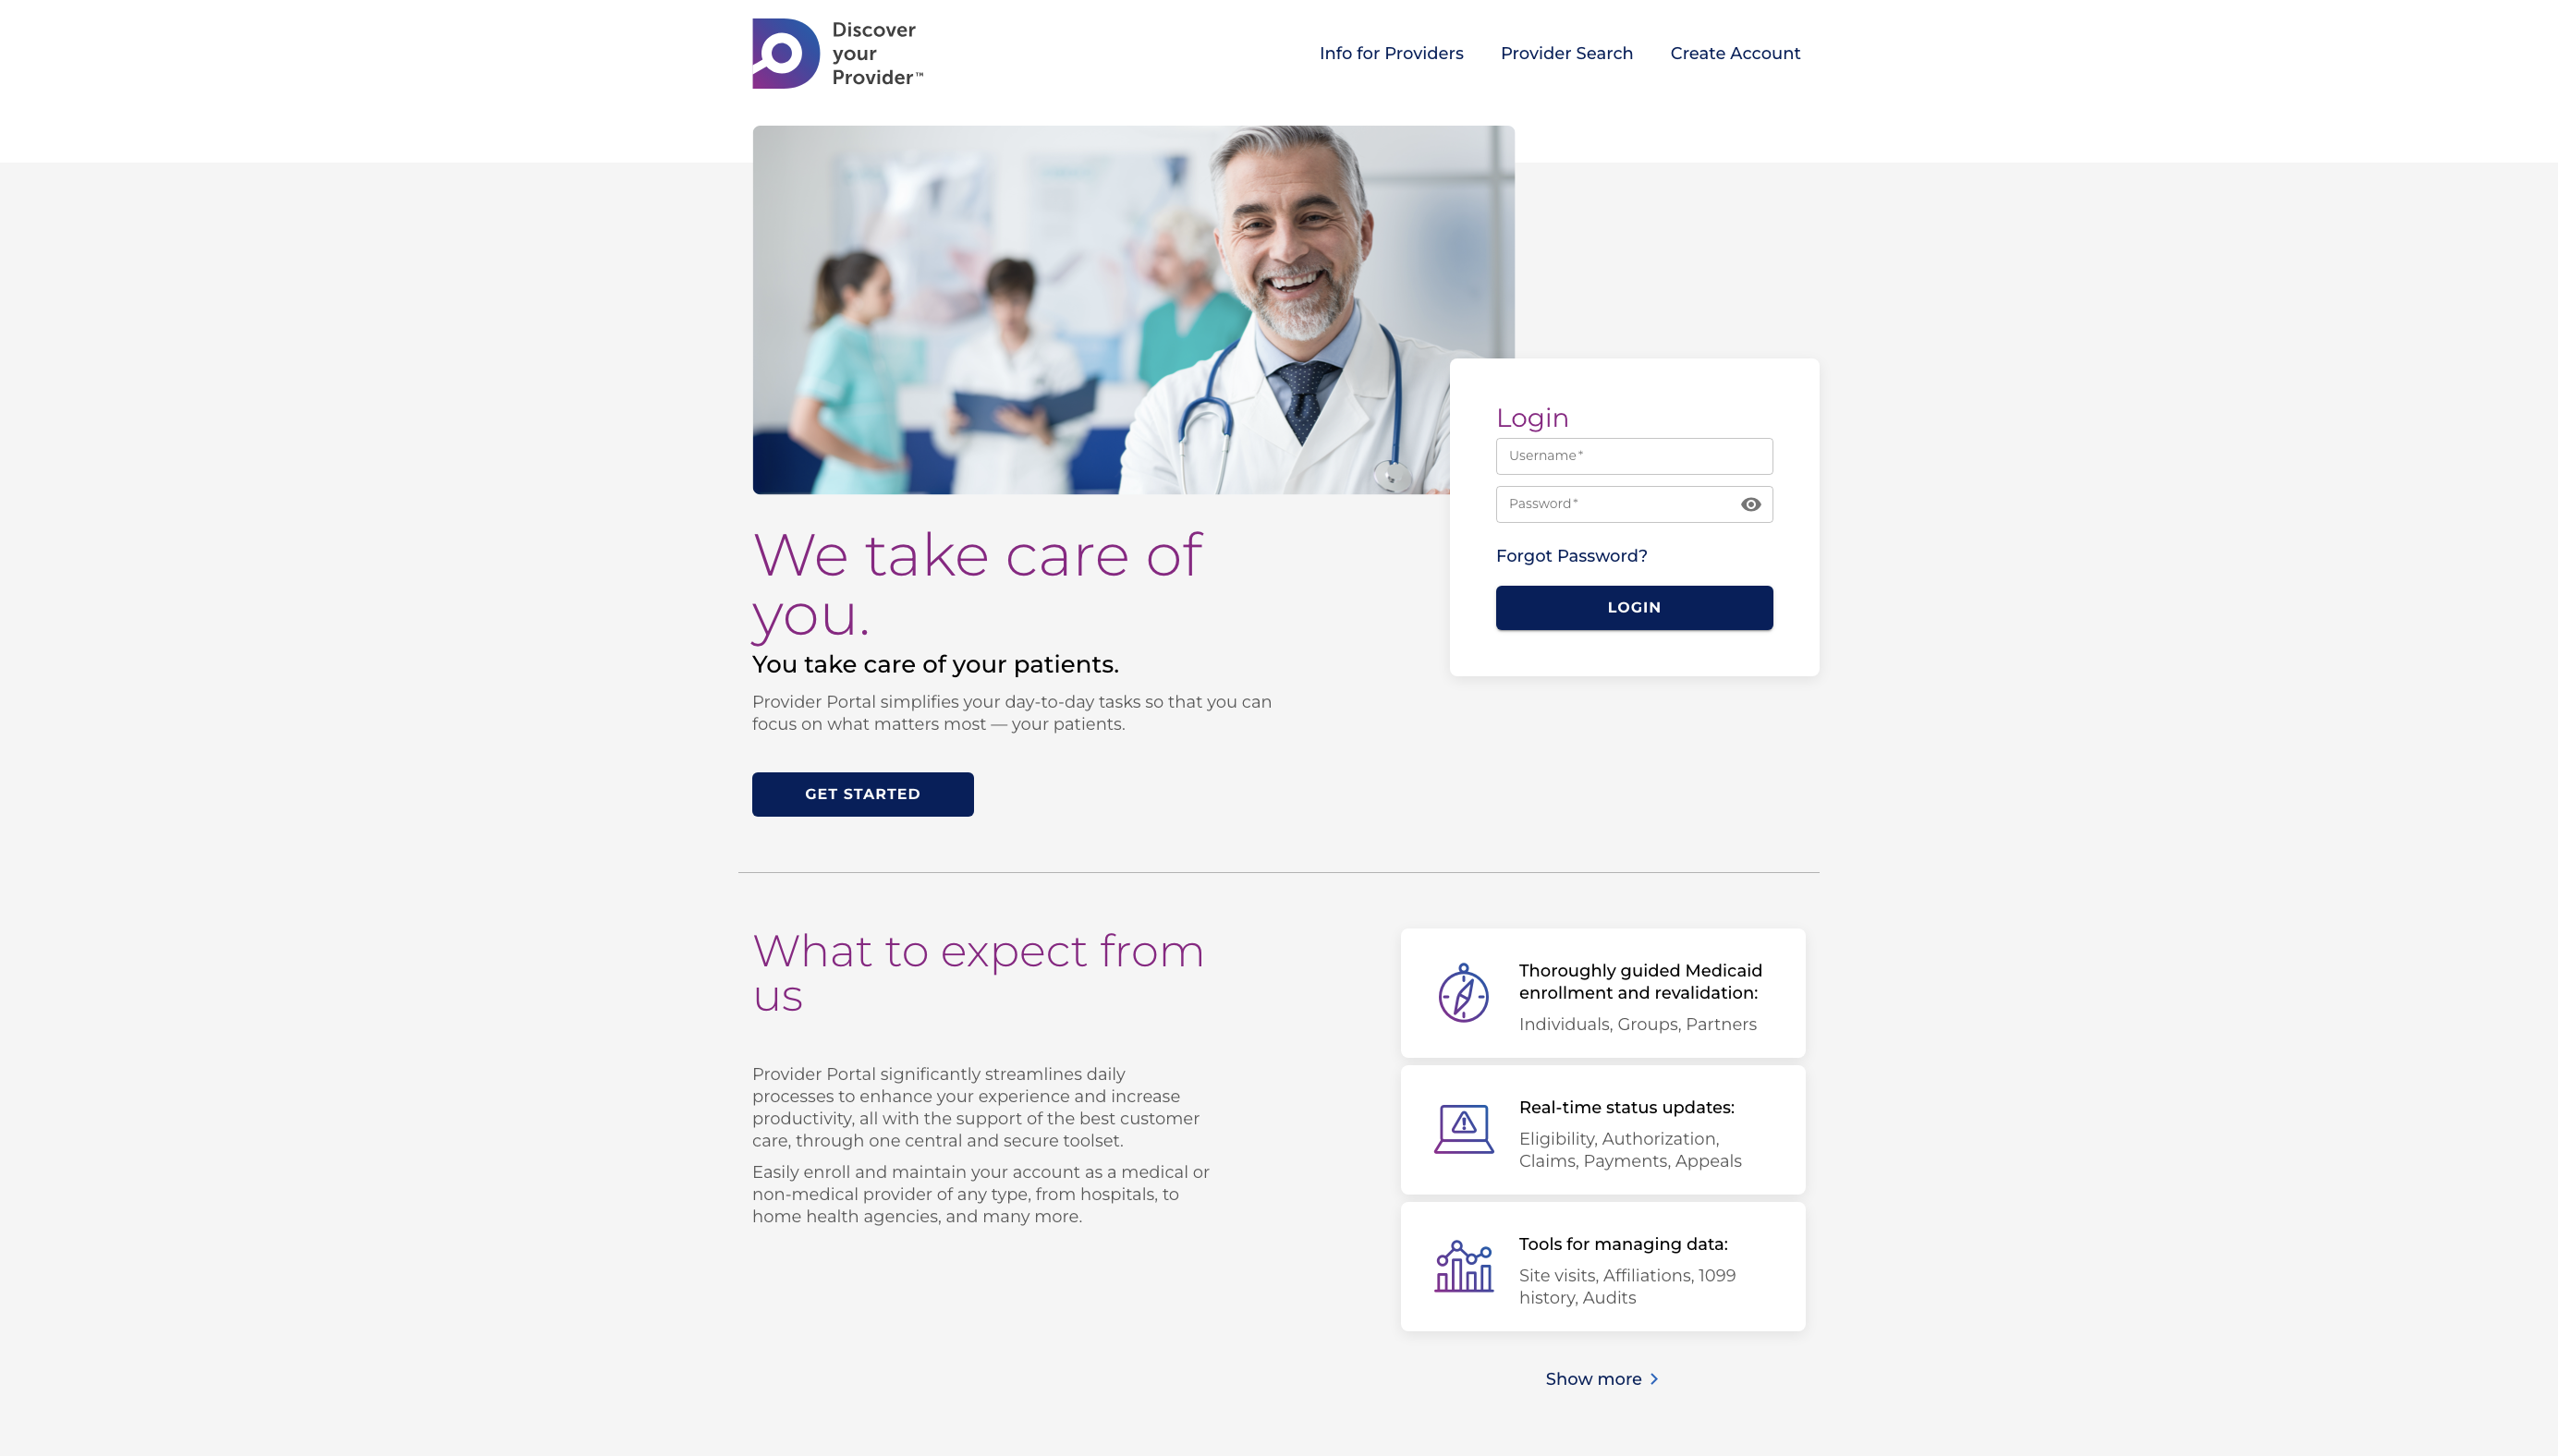 Discover
your
Provider™
Info for Providers
Provider Search
Create Account
Login
Username*
Password*
Forgot Password?
LOGIN
We take care of
you.
You take care of your patients.
Provider Portal simplifies your day-to-day tasks so that you can
focus on what matters most — your patients.
GET STARTED
What to expect from
us
Provider Portal significantly streamlines daily
processes to enhance your experience and increase
productivity, all with the support of the best customer
care, through one central and secure toolset.
Easily enroll and maintain your account as a medical or
non-medical provider of any type, from hospitals, to
home health agencies, and many more.
Thoroughly guided Medicaid
enrollment and revalidation:
Individuals, Groups, Partners
Real-time status updates:
Eligibility, Authorization,
Claims, Payments, Appeals
Tools for managing data:
Site visits, Affiliations, 1099
history, Audits
Show more